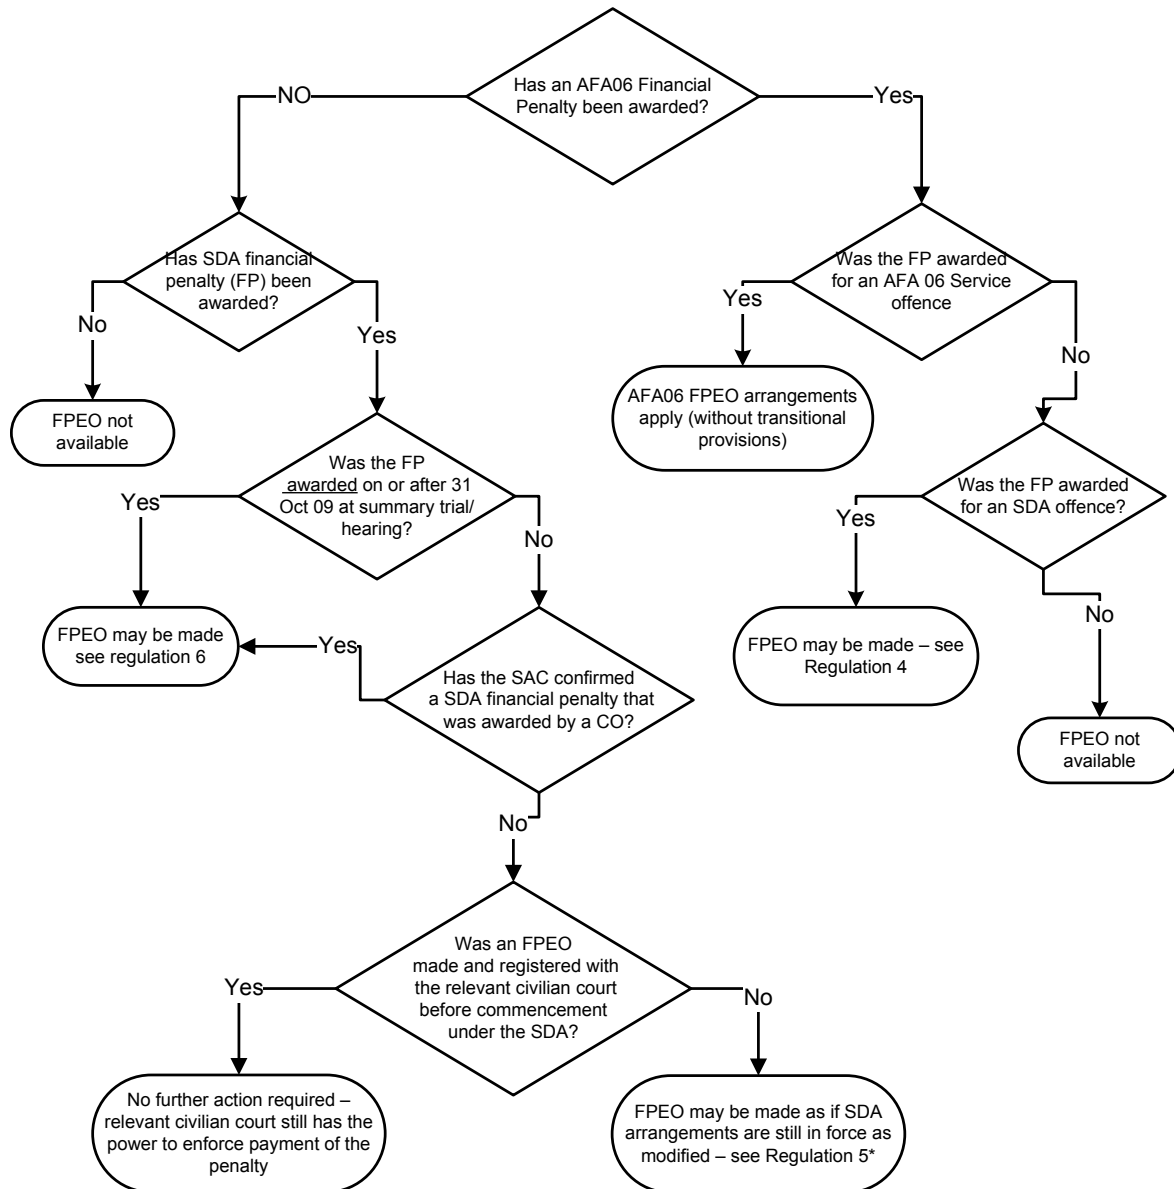 Has an AFA06 Financial
Penalty been awarded?
NO
Yes
Has SDA financial
penalty (FP) been
awarded?
Was the FP awarded
for an AFA 06 Service
offence
No
Yes
Yes
No
FPEO not
available
AFA06 FPEO arrangements
apply (without transitional
provisions)
Was the FP
awarded on or after 31
Oct 09 at summary trial/
hearing?
Was the FP awarded
for an SDA offence?
Yes
No
Yes
No
FPEO may be made
see regulation 6
Yes
Has the SAC confirmed
a SDA financial penalty that
was awarded by a CO?
FPEO may be made – see
Regulation 4
FPEO not
available
No
Was an FPEO
made and registered with
the relevant civilian court
before commencement
under the SDA?
Yes
No
No further action required –
relevant civilian court still has the
power to enforce payment of the
penalty
FPEO may be made as if SDA
arrangements are still in force as
modified – see Regulation 5*